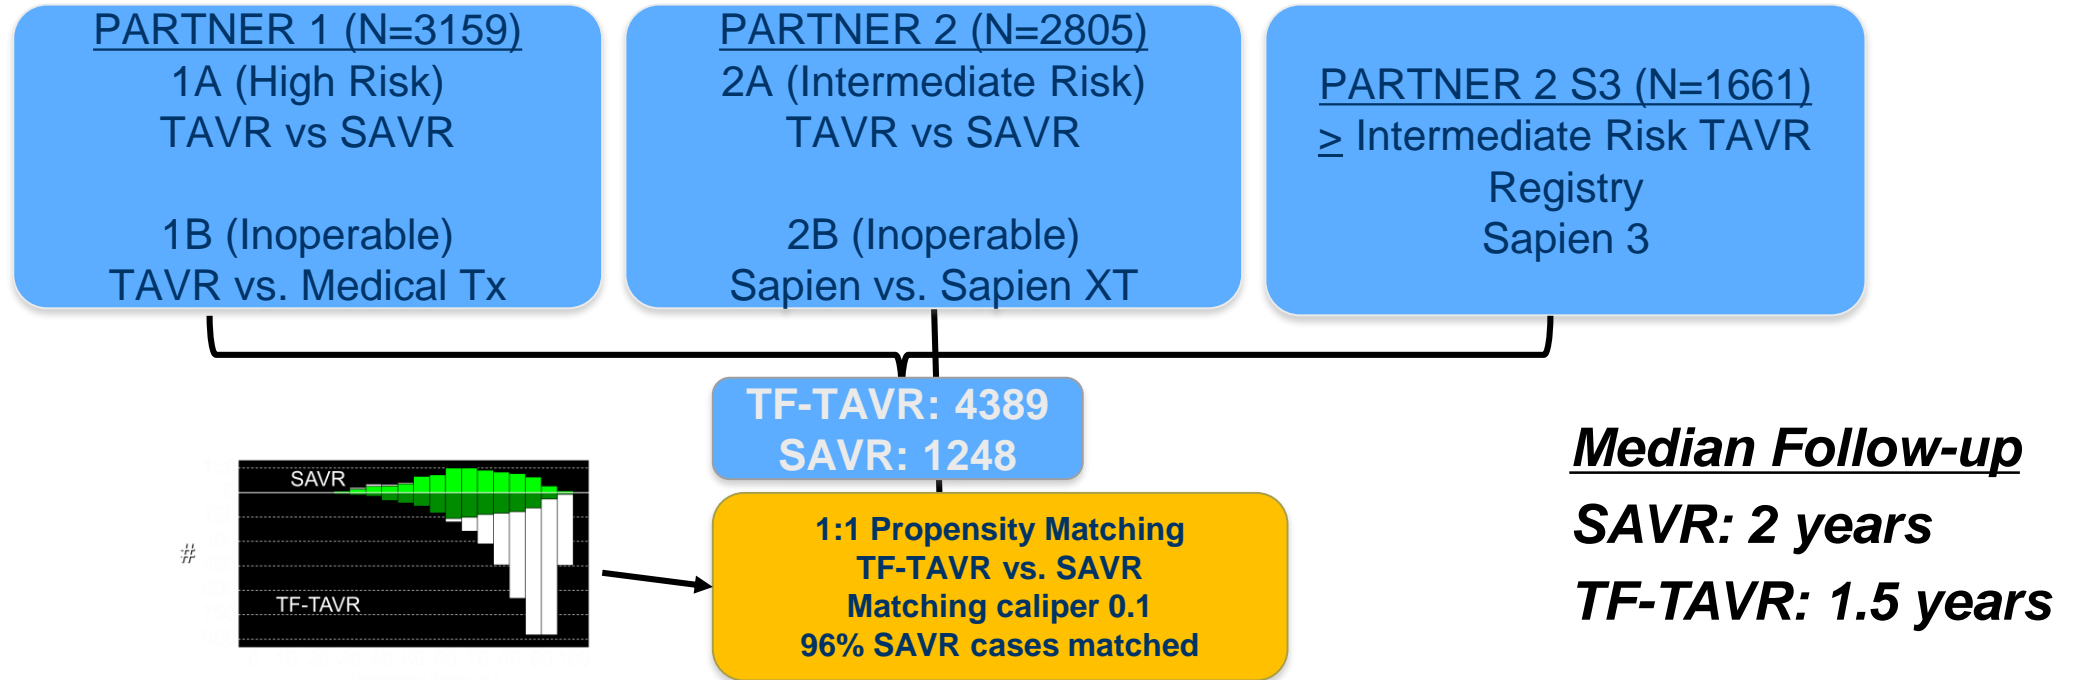 PARTNER 1 (N=3159)
1A (High Risk)
TAVR vs SAVR
1B (Inoperable)
TAVR vs. Medical Tx
PARTNER 2 (N=2805)
2A (Intermediate Risk)
TAVR vs SAVR
2B (Inoperable)
Sapien vs. Sapien XT
PARTNER 2 S3 (N=1661)
≥ Intermediate Risk TAVR
Registry
Sapien 3
TF-TAVR: 4389
SAVR: 1248
SAVR
#
TF-TAVR
1:1 Propensity Matching
TF-TAVR vs. SAVR
Matching caliper 0.1
96% SAVR cases matched
Median Follow-up
SAVR: 2 years
TF-TAVR: 1.5 years